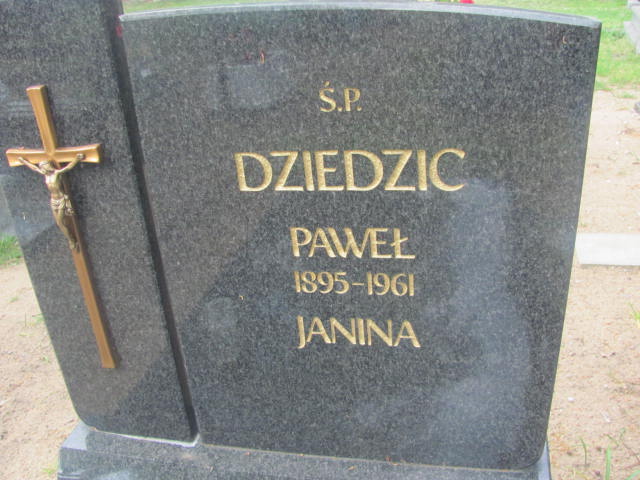 Ś.P.
DZIEDZIC
PAWEŁ
1895-1961
JANINA